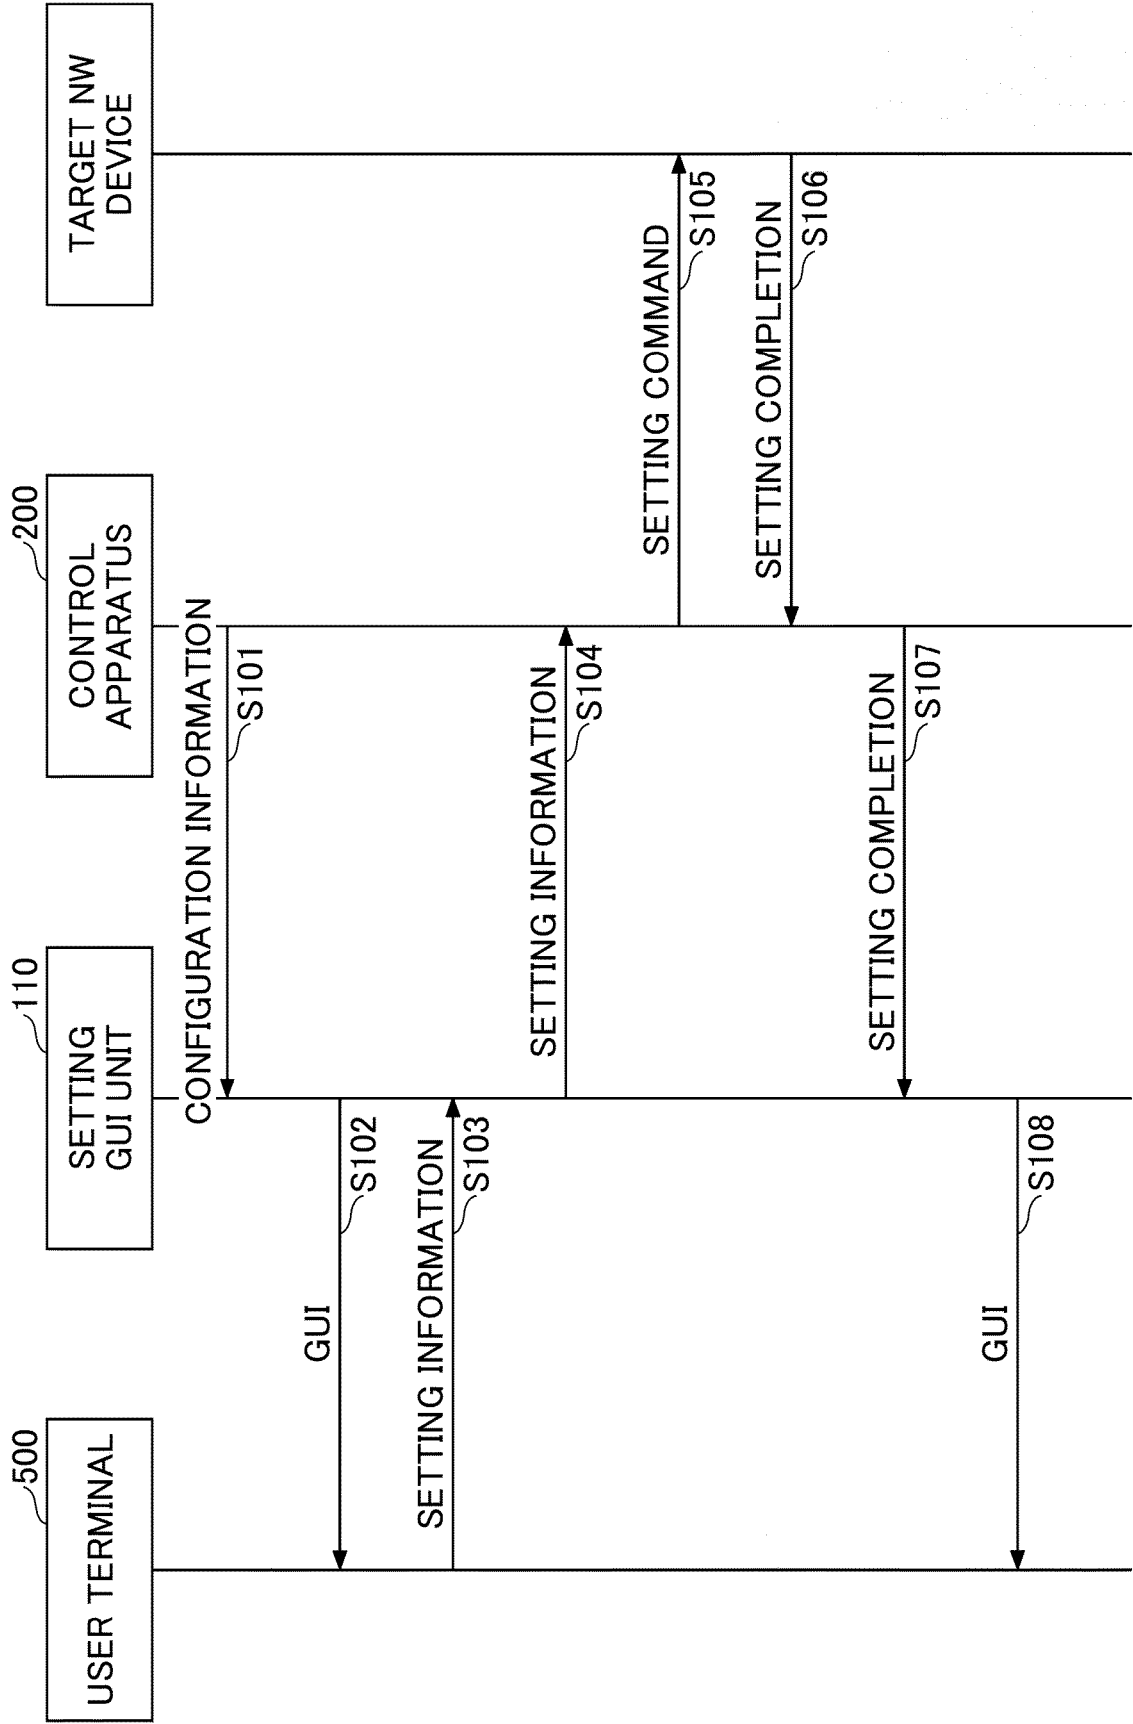 500
USER TERMINAL
110
SETTING
GUI UNIT
200
CONTROL
APPARATUS
TARGET NW
DEVICE
CONFIGURATION INFORMATION
S101
GUI
S102
SETTING INFORMATION
S103
SETTING INFORMATION
S104
SETTING COMMAND
S105
SETTING COMPLETION
S106
SETTING COMPLETION
S107
GUI
S108